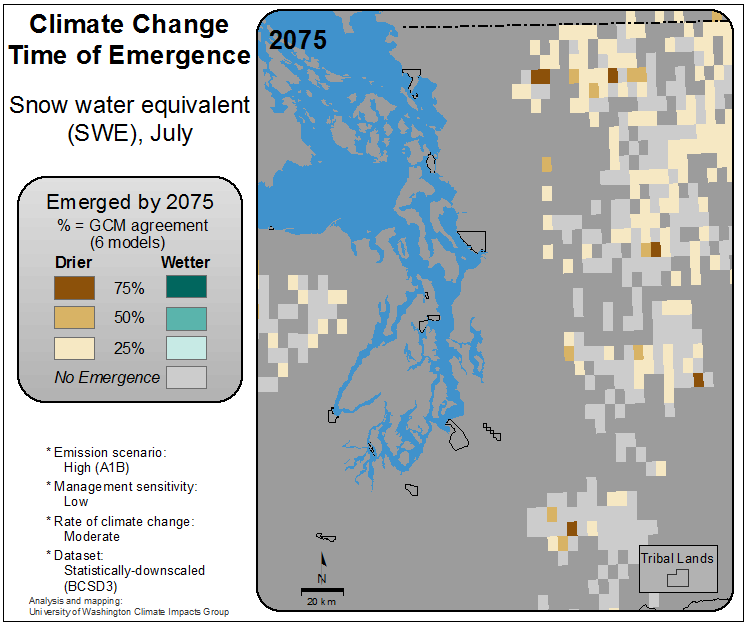 Climate Change
Time of Emergence
Snow water equivalent
(SWE), July
Emerged by 2075
% = GCM agreement
(6 models)
Drier Wetter
75%
50%
25%
No Emergence
* Emission scenario:
High (A1B)
* Management sensitivity:
Low
* Rate of climate change:
Moderate
* Dataset:
Statistically-downscaled
(BCSD3)
Analysis and mapping:
University of Washington Climate Impacts Group
2075
N
20 km
Tribal Lands